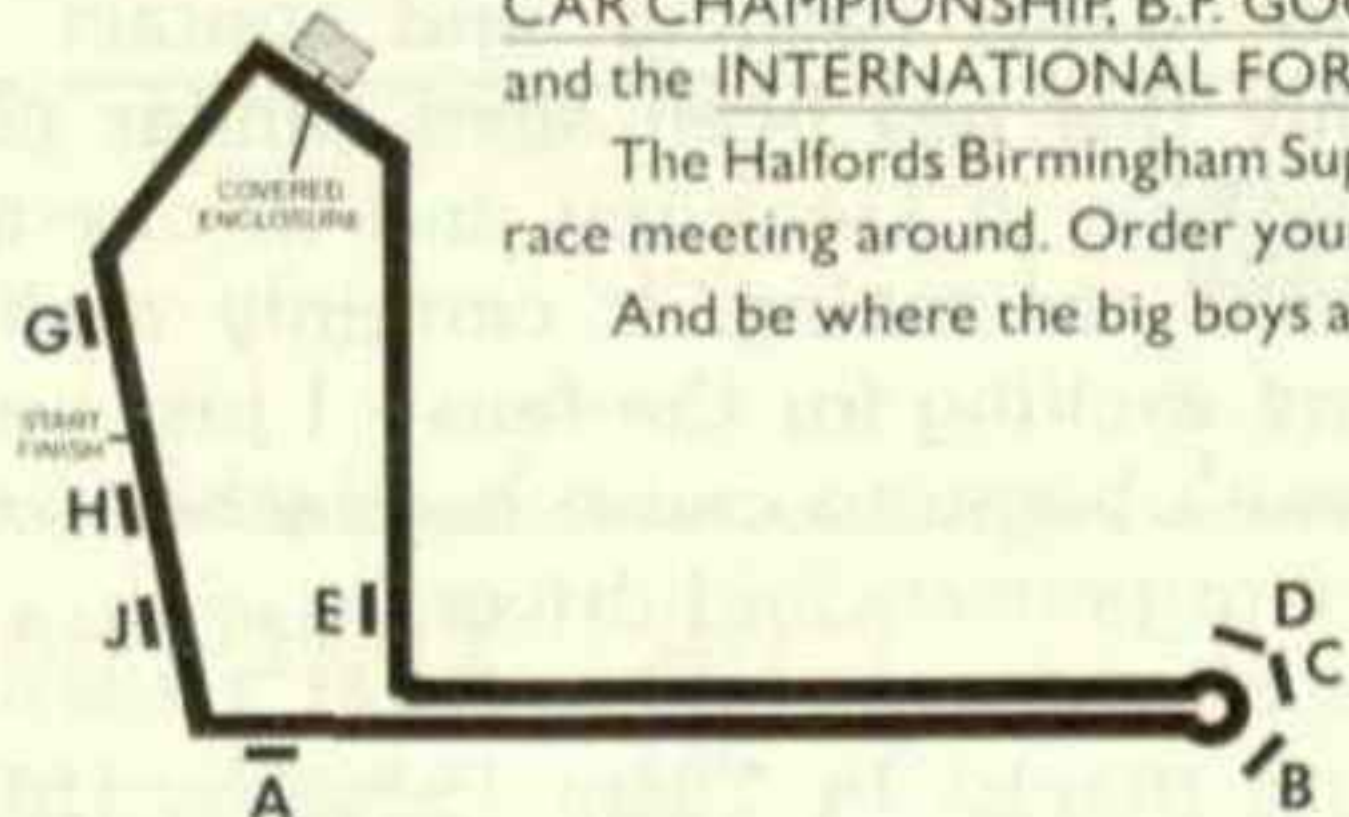 CAR CHAMPIONSHIP, B.F. GOO
and the INTERNATIONAL FOR
The Halfords Birmingham Sup
race meeting around. Order you
And be where the big boys a
COVERED
ENCLOSURE
G
START
FINISH
H
J
E
D
C
A
B